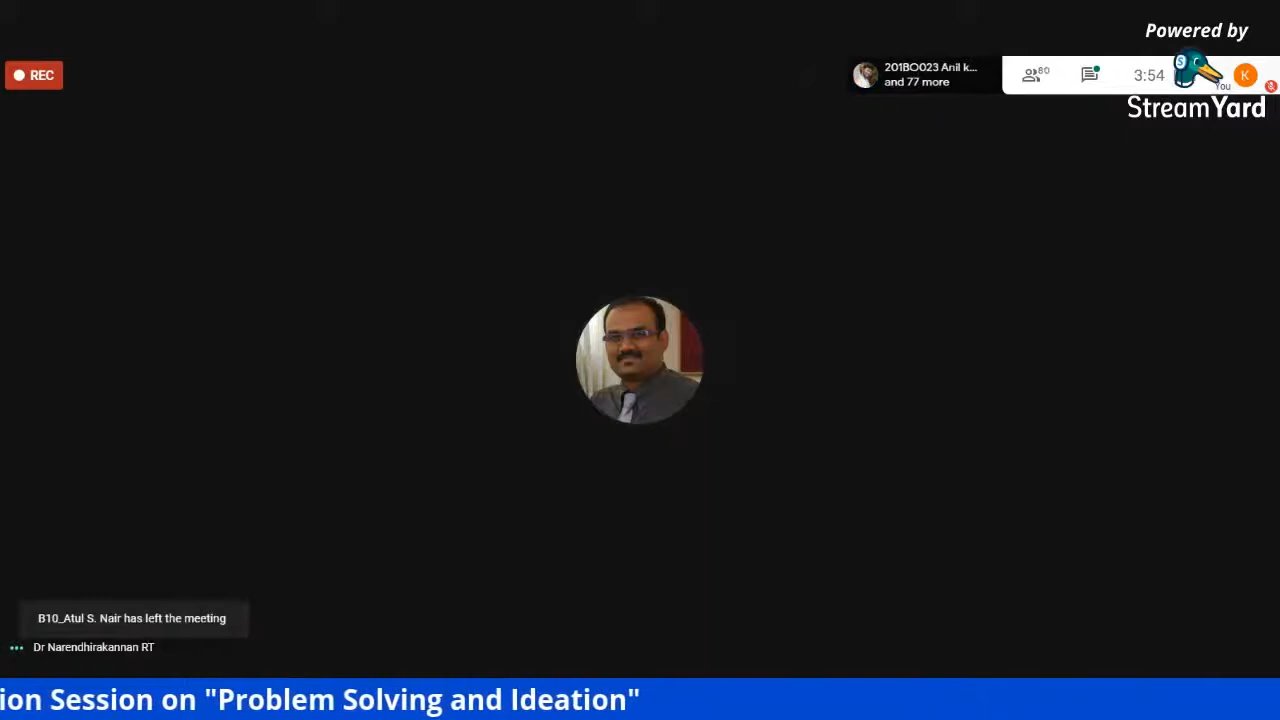 Powered by
REC
201BO023 Anil k...
and 77 more
80
3:54
S
You
K
StreamYard
B10_Atul S. Nair has left the meeting
Dr Narendhirakannan RT
ion Session on "Problem Solving and Ideation"